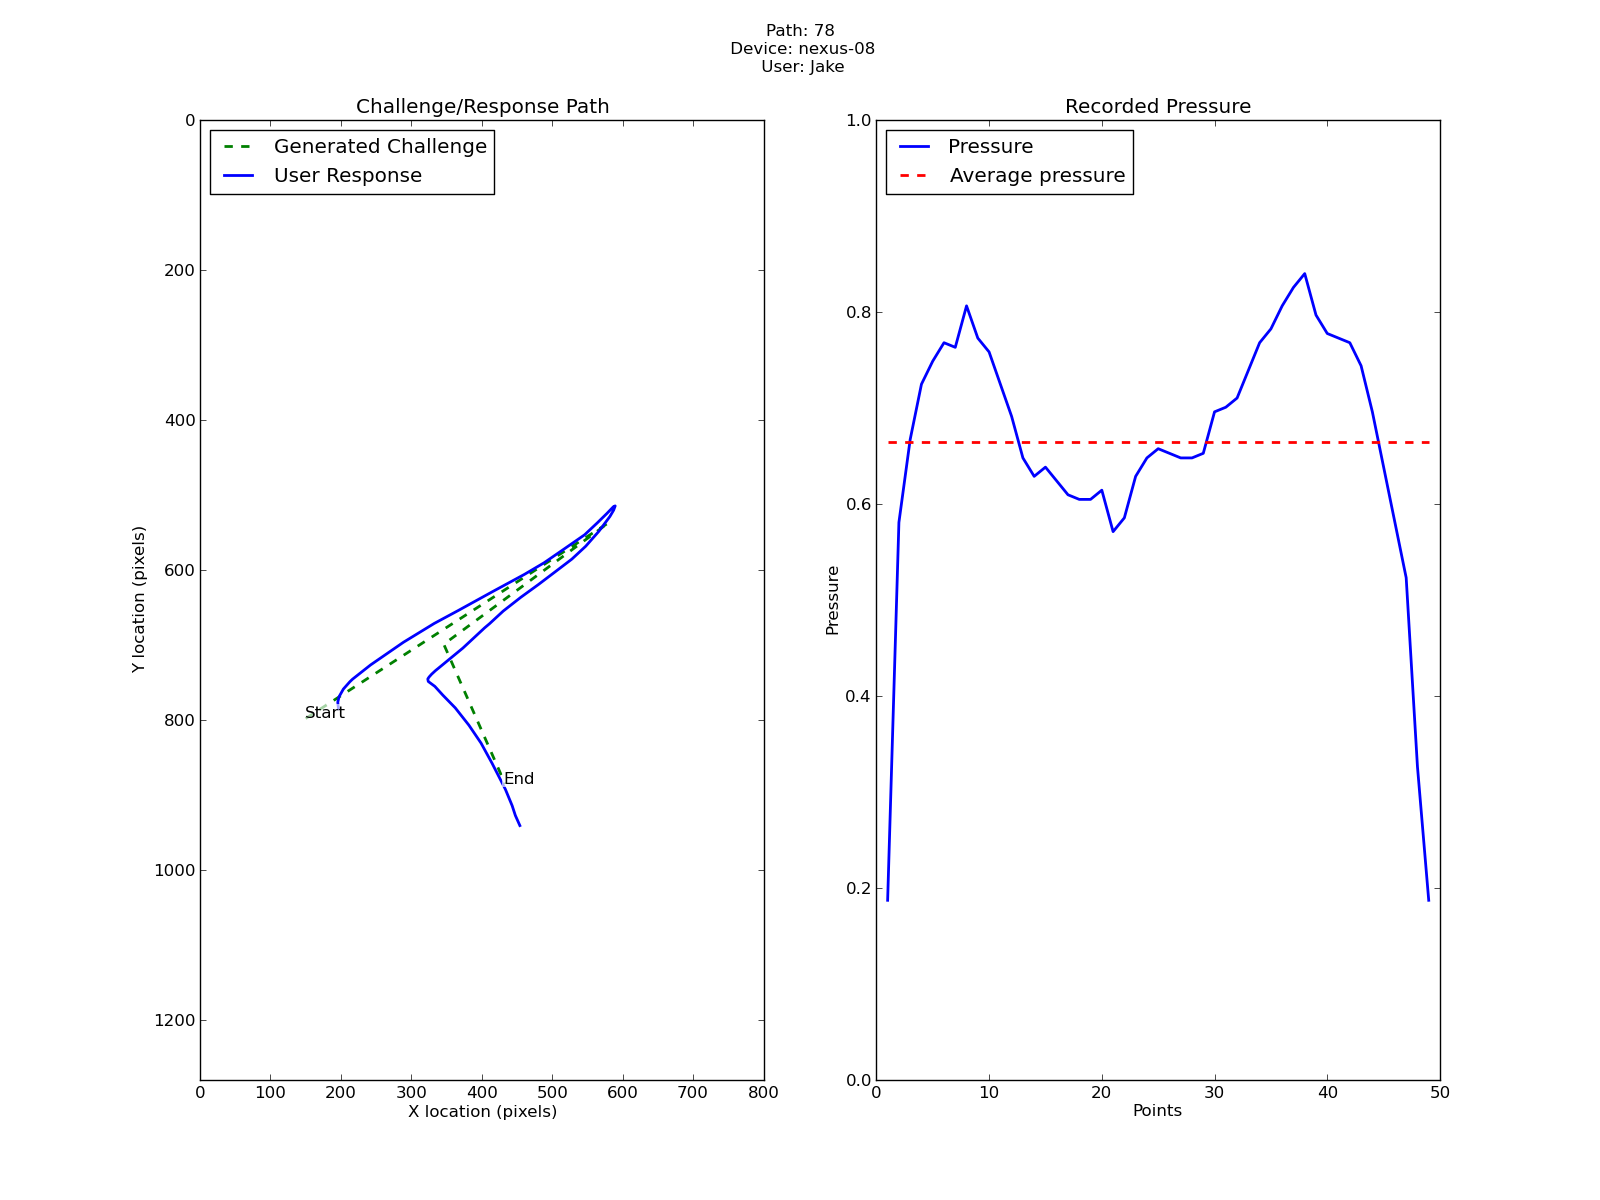 Path: 78
Device: nexus-08
User: Jake
Challenge/Response Path
Generated Challenge
User Response
0
200
400
600
800
1000
1200
Y location (pixels)
Start
End
0 100 200 300 400 500 600 700 800
X location (pixels)
Recorded Pressure
Pressure
Average pressure
1.0
0.8
0.6
0.4
0.2
0.0
Pressure
0 10 20 30 40 50
Points